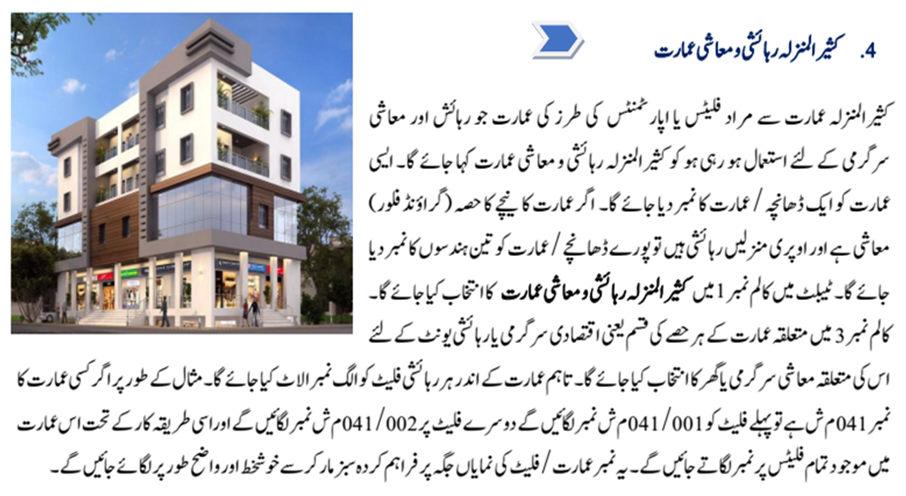 4. کثیر المنزلہ رہائشی و معاشی عمارت
کثیر المنزلہ عمارت سے مراد فلیٹس یا اپارٹمنٹس کی طرز کی عمارت جو رہائش اور معاشی
سرگرمی کے لئے استعمال ہو رہی ہو کو کثیر المنزلہ رہائشی و معاشی عمارت کہا جائے گا۔ ایسی
عمارت کو ایک ڈھانچہ / عمارت کا نمبر دیا جائے گا۔ اگر عمارت کا نیچے کا حصہ (گراؤنڈ فلور)
معاشی ہے اور اوپری منزلیں رہائشی ہیں تو پورے ڈھانچے / عمارت کو تین ہندسوں کا نمبر دیا
جائے گا۔ ٹیبلٹ میں کالم نمبر 1 میں کثیر المنزلہ رہائشی و معاشی عمارت کا انتخاب کیا جائے گا۔
کالم نمبر 3 میں متعلقہ عمارت کے ہر حصے کی قسم یعنی اقتصادی سرگرمی یا رہائشی یونٹ کے لئے
اس کی متعلقہ معاشی سرگرمی یا گھر کا انتخاب کیا جائے گا۔ تاہم عمارت کے اندر ہر رہائشی فلیٹ کو الگ نمبر الاٹ کیا جائے گا۔ مثال کے طور پر اگر کسی عمارت کا
نمبر 041 م ش ہے تو پہلے فلیٹ کو 041/001 م ش نمبر لگائیں گے دوسرے فلیٹ پر 041/002 م ش نمبر لگائیں گے اور اسی طریقہ کار کے تحت اس عمارت
میں موجود تمام فلیٹس پر نمبر لگاتے جائیں گے۔ یہ نمبر عمارت / فلیٹ کی نمایاں جگہ پر فراہم کردہ سبز مارکر سے خوشخط اور واضح طور پر لگائے جائیں گے۔